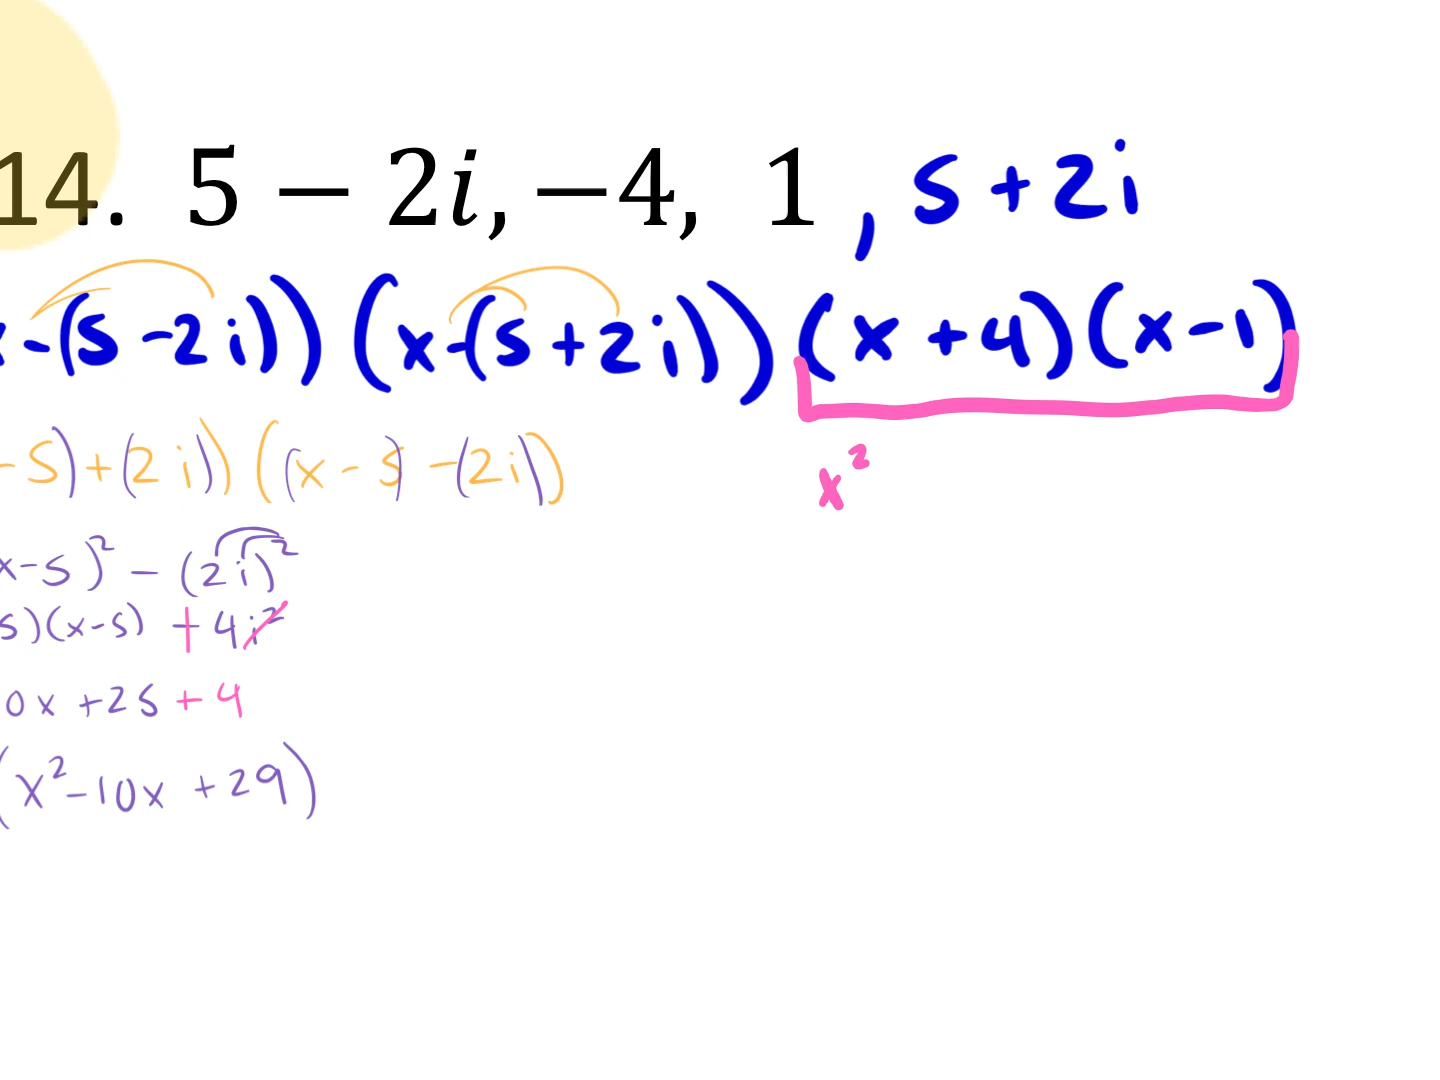 14. 5 − 2i, −4, 1 , 5 + 2i
x -(5 -2i)) (x-(5 + 2i)) (x + 4)(x - 1)
- 5) + (2i)) ((x - 5) - (2i))
x²
x - 5)² - (2i)²
5)(x-5) + 4i²
0x + 25 + 4
(x² - 10x + 29)